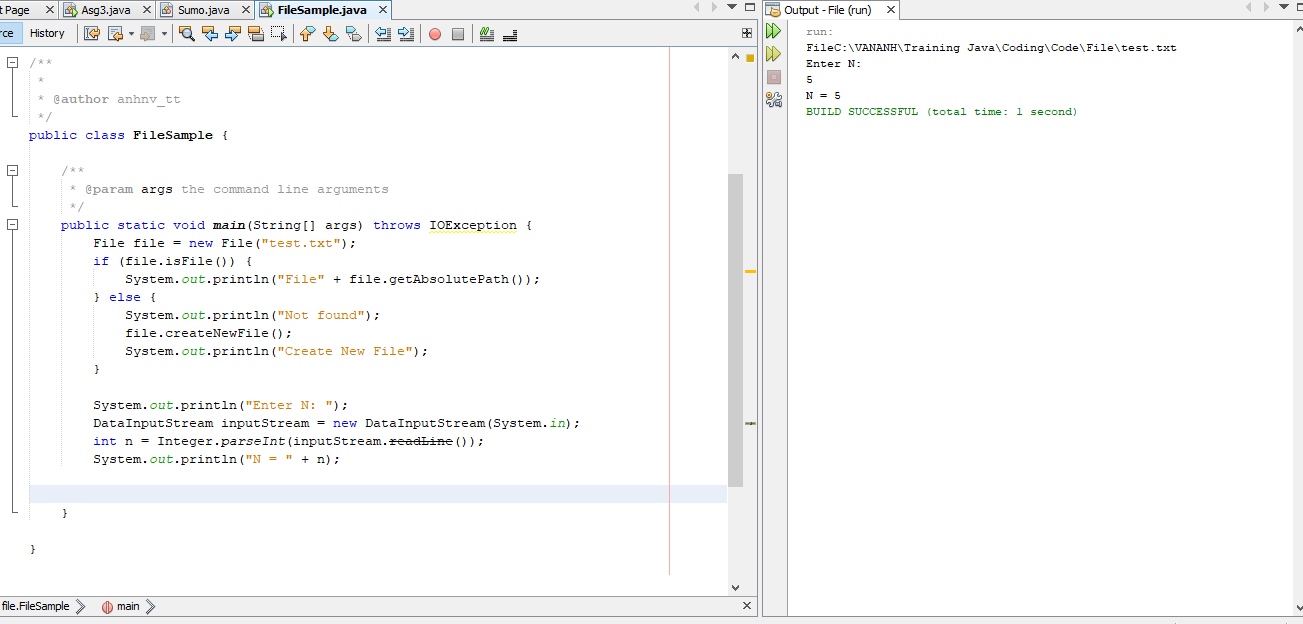 t Page
Asg3.java
Sumo.java
FileSample.java
Output - File (run)
rce
History
/**
*
* @author anhnv_tt
*/
public class FileSample {
/**
* @param args the command line arguments
*/
public static void main(String[] args) throws IOException {
File file = new File("test.txt");
if (file.isFile()) {
System.out.println("File" + file.getAbsolutePath());
} else {
System.out.println("Not found");
file.createNewFile();
System.out.println("Create New File");
}
System.out.println("Enter N: ");
DataInputStream inputStream = new DataInputStream(System.in);
int n = Integer.parseInt(inputStream.readLine());
System.out.println("N = " + n);
}
}
file.FileSample
main
run:
FileC:\VANANH\Training Java\Coding\Code\File\test.txt
Enter N:
5
N = 5
BUILD SUCCESSFUL (total time: 1 second)